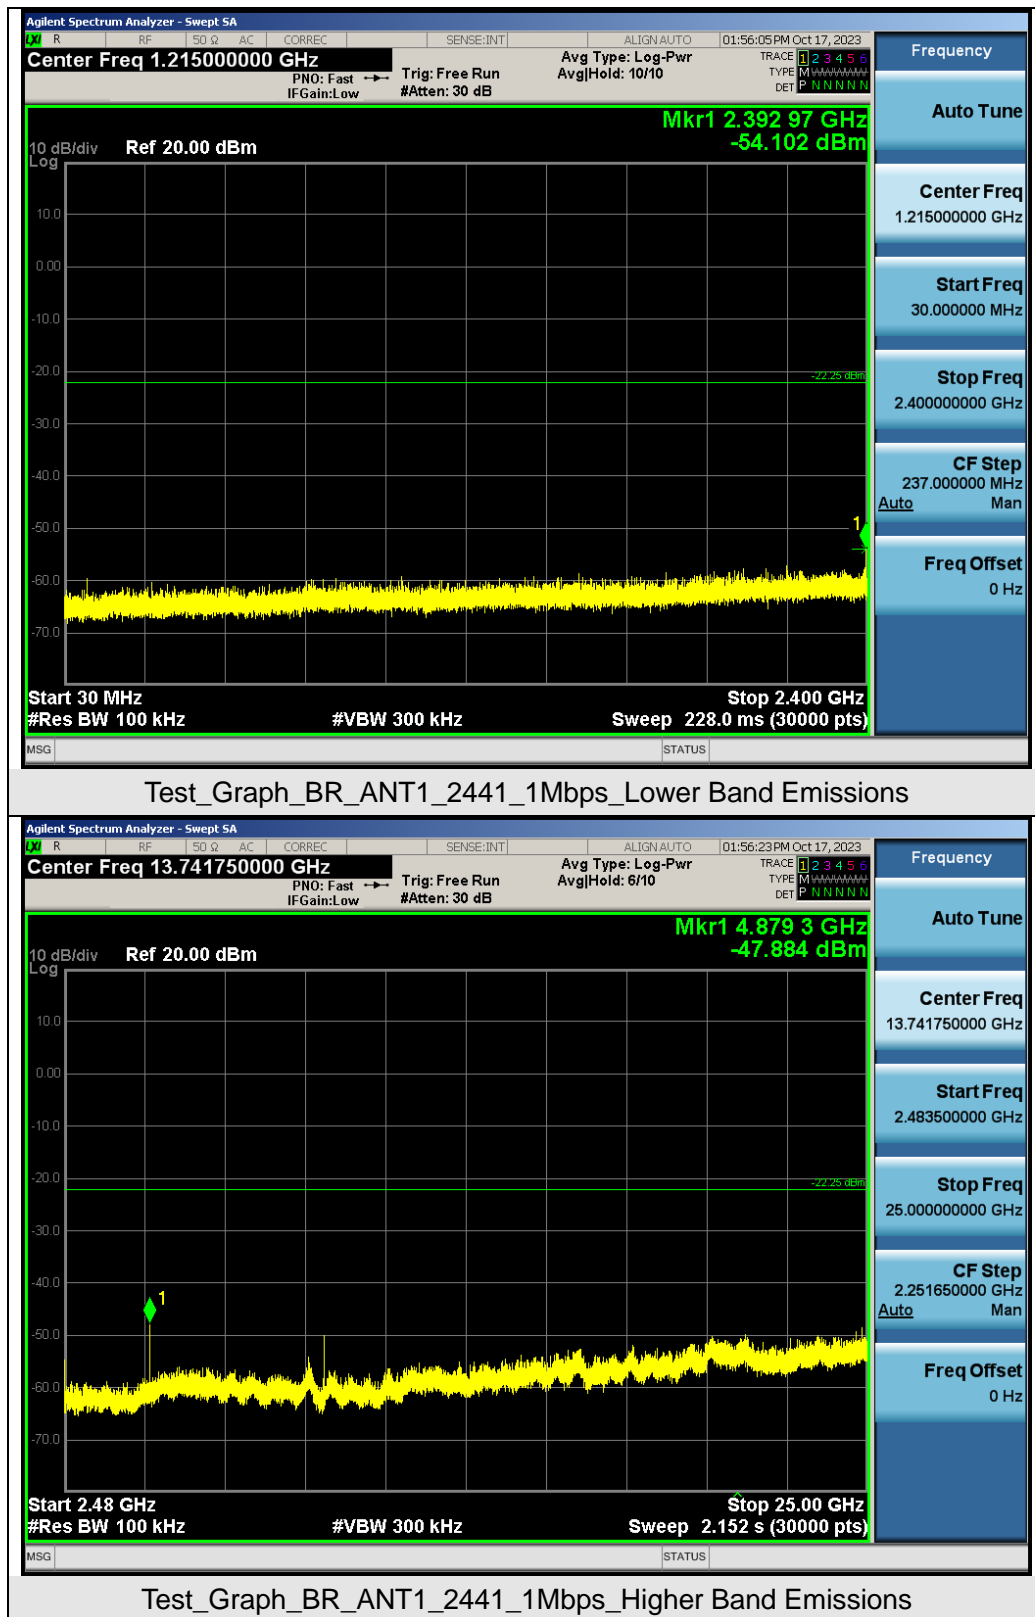 Agilent Spectrum Analyzer - Swept SA
LXI R RF 50 Ω AC CORREC SENSE:INT ALIGN AUTO 01:56:05 PM Oct 17, 2023
Center Freq 1.215000000 GHz
PNO: Fast
IFGain:Low
Trig: Free Run
#Atten: 30 dB
Avg Type: Log-Pwr
Avg|Hold: 10/10
TRACE 1 2 3 4 5 6
TYPE M
DET P N N N N N
Mkr1 2.392 97 GHz
-54.102 dBm
10 dB/div Ref 20.00 dBm
Log
10.0
0.00
-10.0
-20.0
-22.25 dBm
-30.0
-40.0
-50.0
1
-60.0
-70.0
Start 30 MHz Stop 2.400 GHz
#Res BW 100 kHz #VBW 300 kHz Sweep 228.0 ms (30000 pts)
MSG STATUS
Frequency
Auto Tune
Center Freq
1.215000000 GHz
Start Freq
30.000000 MHz
Stop Freq
2.400000000 GHz
CF Step
237.000000 MHz
Auto Man
Freq Offset
0 Hz
Test_Graph_BR_ANT1_2441_1Mbps_Lower Band Emissions
Agilent Spectrum Analyzer - Swept SA
LXI R RF 50 Ω AC CORREC SENSE:INT ALIGN AUTO 01:56:23 PM Oct 17, 2023
Center Freq 13.741750000 GHz
PNO: Fast
IFGain:Low
Trig: Free Run
#Atten: 30 dB
Avg Type: Log-Pwr
Avg|Hold: 6/10
TRACE 1 2 3 4 5 6
TYPE M
DET P N N N N N
Mkr1 4.879 3 GHz
-47.884 dBm
10 dB/div Ref 20.00 dBm
Log
10.0
0.00
-10.0
-20.0
-22.25 dBm
-30.0
-40.0
1
-50.0
-60.0
-70.0
Start 2.48 GHz Stop 25.00 GHz
#Res BW 100 kHz #VBW 300 kHz Sweep 2.152 s (30000 pts)
MSG STATUS
Frequency
Auto Tune
Center Freq
13.741750000 GHz
Start Freq
2.483500000 GHz
Stop Freq
25.000000000 GHz
CF Step
2.251650000 GHz
Auto Man
Freq Offset
0 Hz
Test_Graph_BR_ANT1_2441_1Mbps_Higher Band Emissions